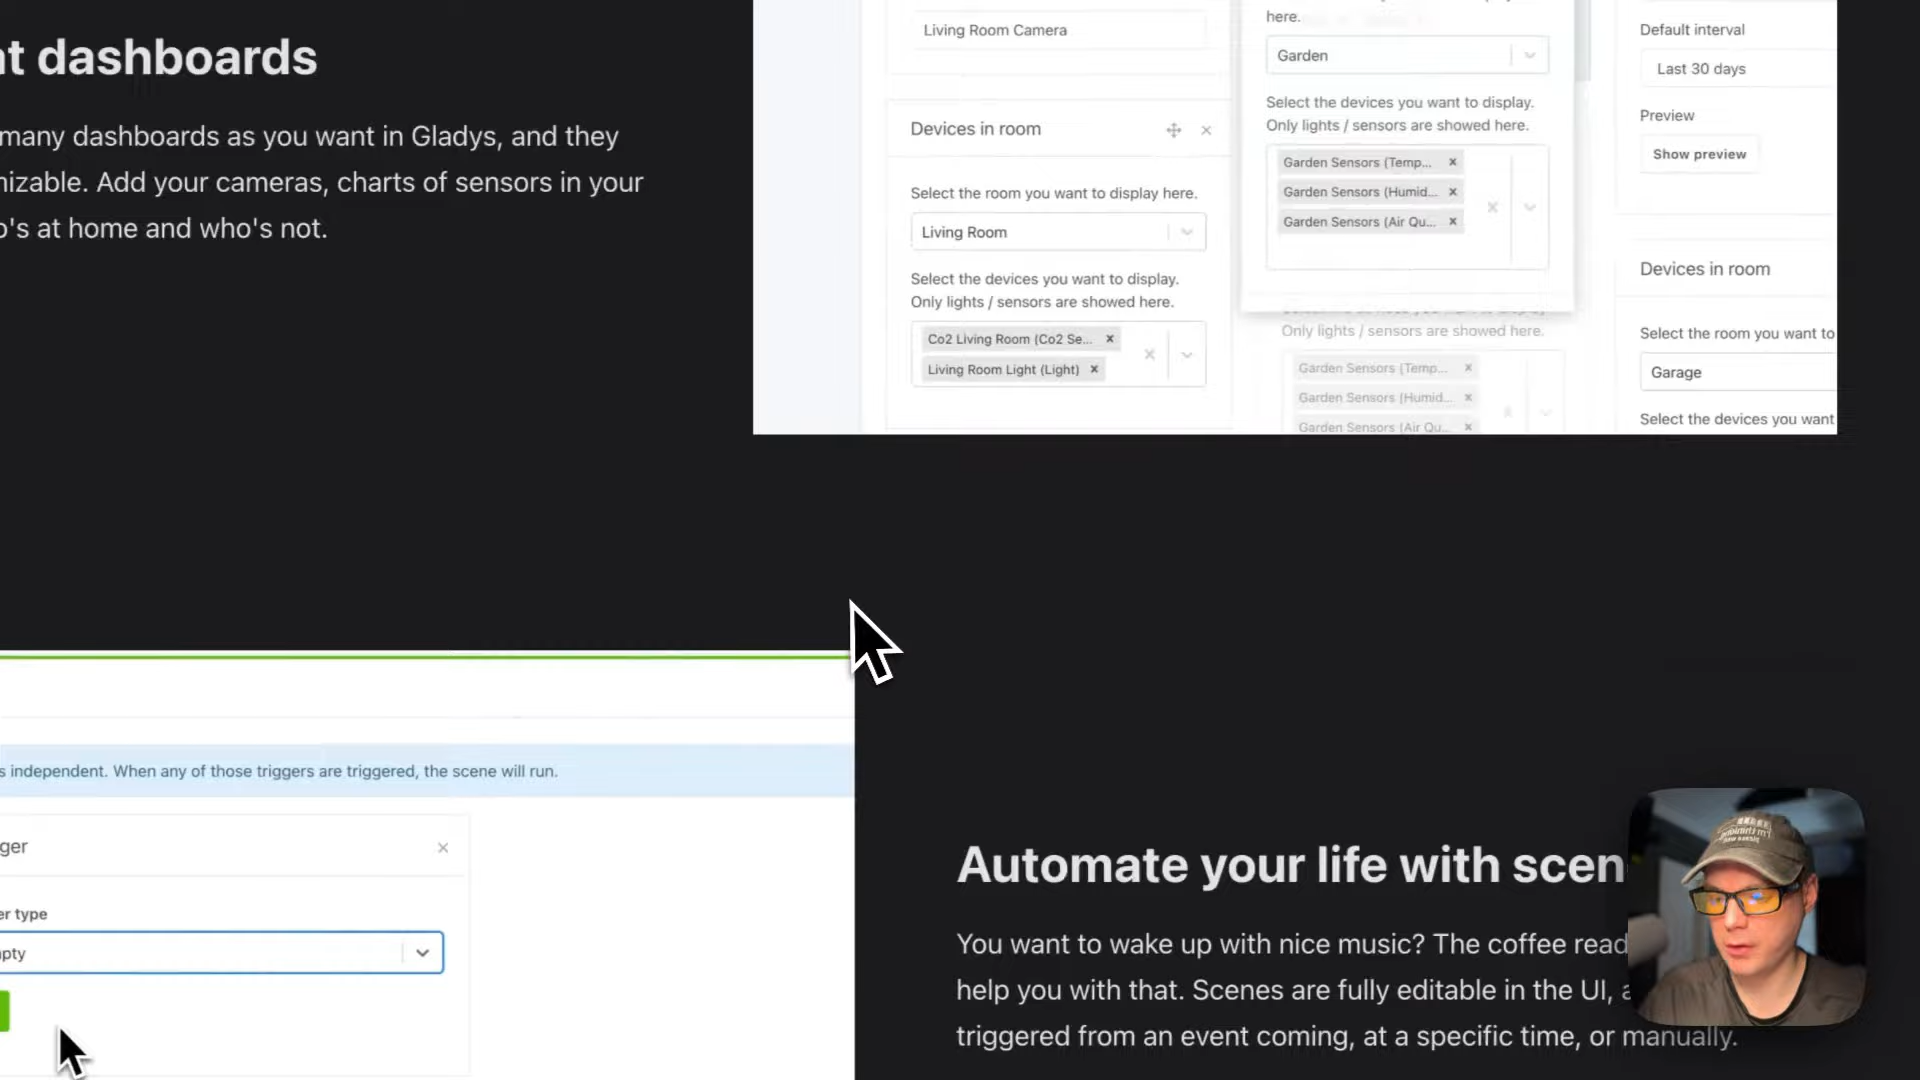 nt dashboards
many dashboards as you want in Gladys, and they
nizable. Add your cameras, charts of sensors in your
o's at home and who's not.
Living Room Camera
Devices in room
Select the room you want to display here.
Living Room
Select the devices you want to display.
Only lights / sensors are showed here.
Co2 Living Room (Co2 Se...
Living Room Light (Light)
here.
Garden
Select the devices you want to display.
Only lights / sensors are showed here.
Garden Sensors (Temp...
Garden Sensors (Humid...
Garden Sensors (Air Qu...
Only lights / sensors are showed here.
Garden Sensors (Temp...
Garden Sensors (Humid...
Garden Sensors (Air Qu...
Default interval
Last 30 days
Preview
Show preview
Devices in room
Select the room you want to
Garage
Select the devices you want
s independent. When any of those triggers are triggered, the scene will run.
ger
er type
pty
Automate your life with scen
You want to wake up with nice music? The coffee read
help you with that. Scenes are fully editable in the UI, a
triggered from an event coming, at a specific time, or manually.